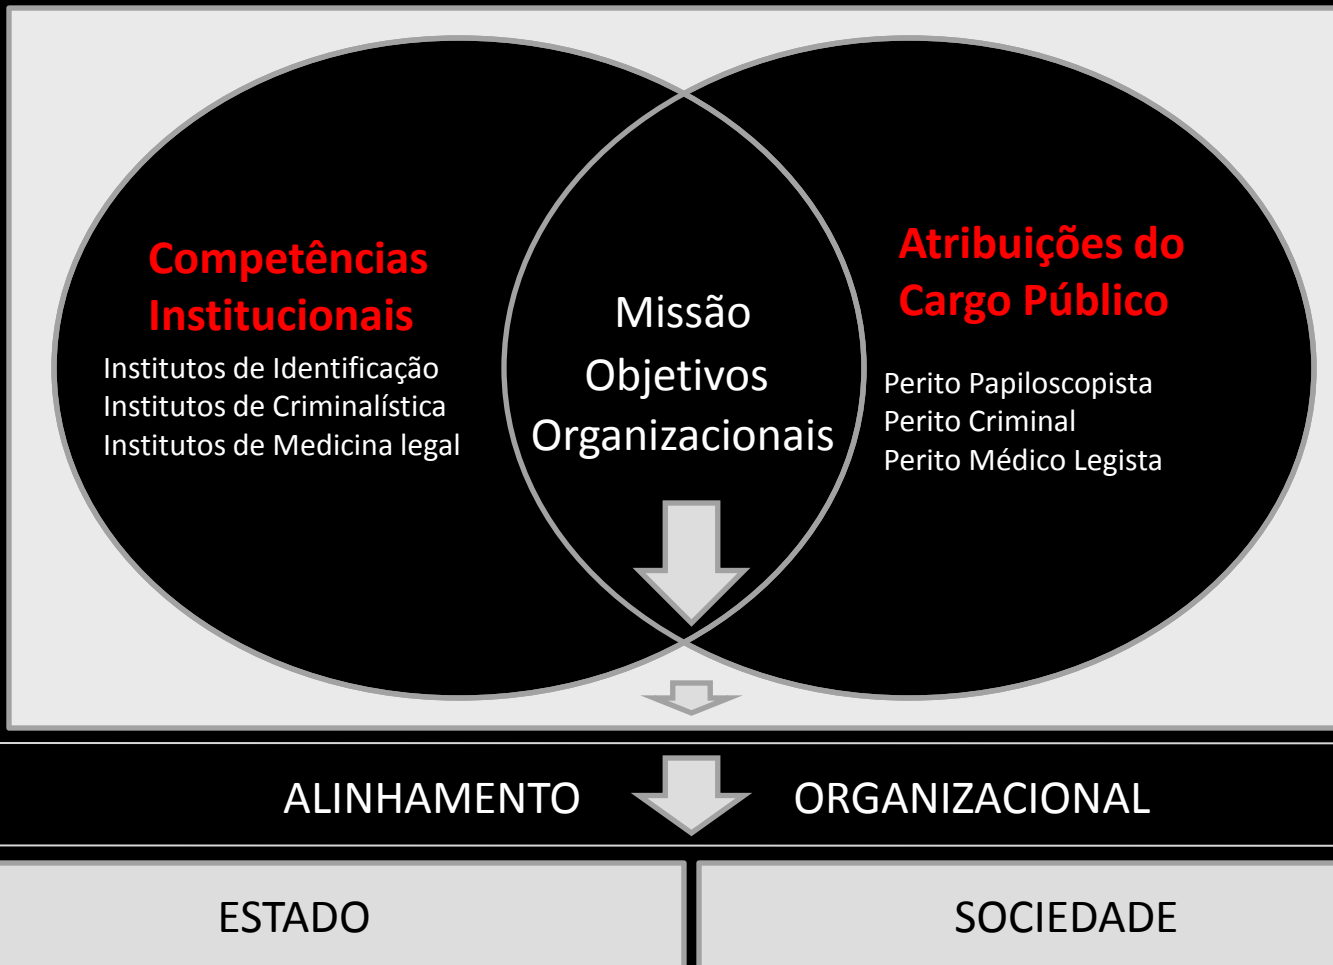 Competências
Institucionais
Institutos de Identificação
Institutos de Criminalística
Institutos de Medicina legal
Missão
Objetivos
Organizacionais
Atribuições do
Cargo Público
Perito Papiloscopista
Perito Criminal
Perito Médico Legista
ALINHAMENTO ORGANIZACIONAL
ESTADO
SOCIEDADE